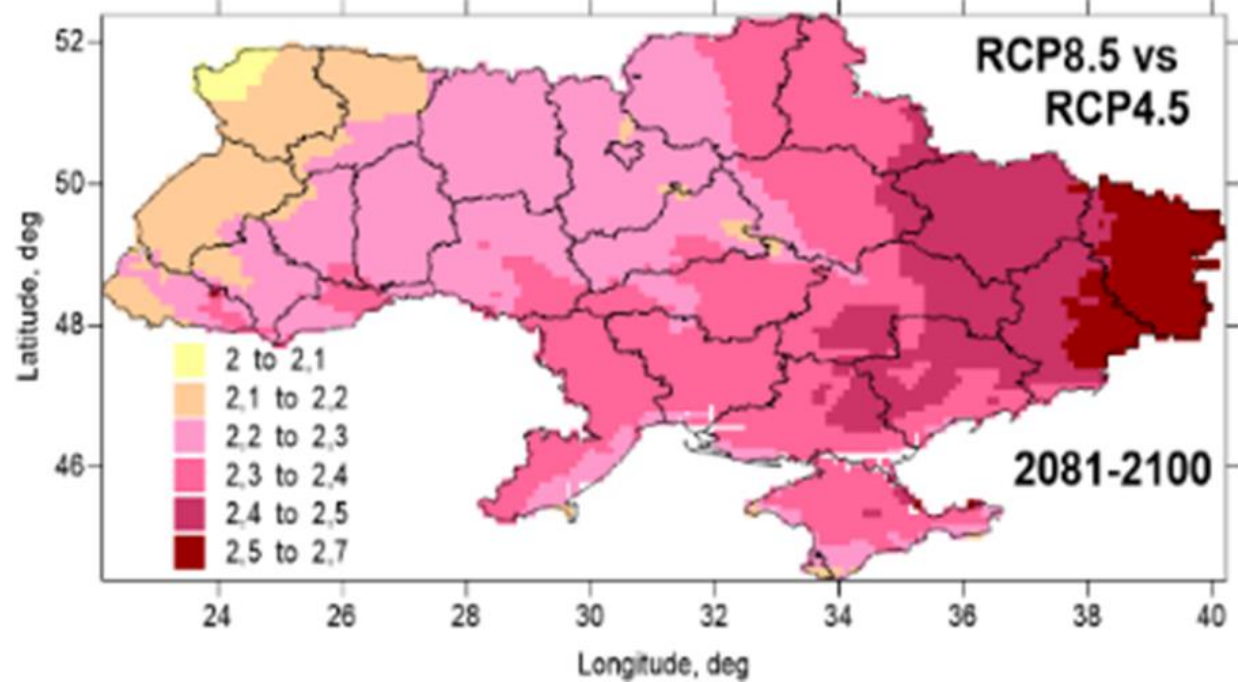 RCP8.5 vs
RCP4.5
52
50
48
46
Latitude, deg
2 to 2,1
2,1 to 2,2
2,2 to 2,3
2,3 to 2,4
2,4 to 2,5
2,5 to 2,7
2081-2100
24 26 28 30 32 34 36 38 40
Longitude, deg